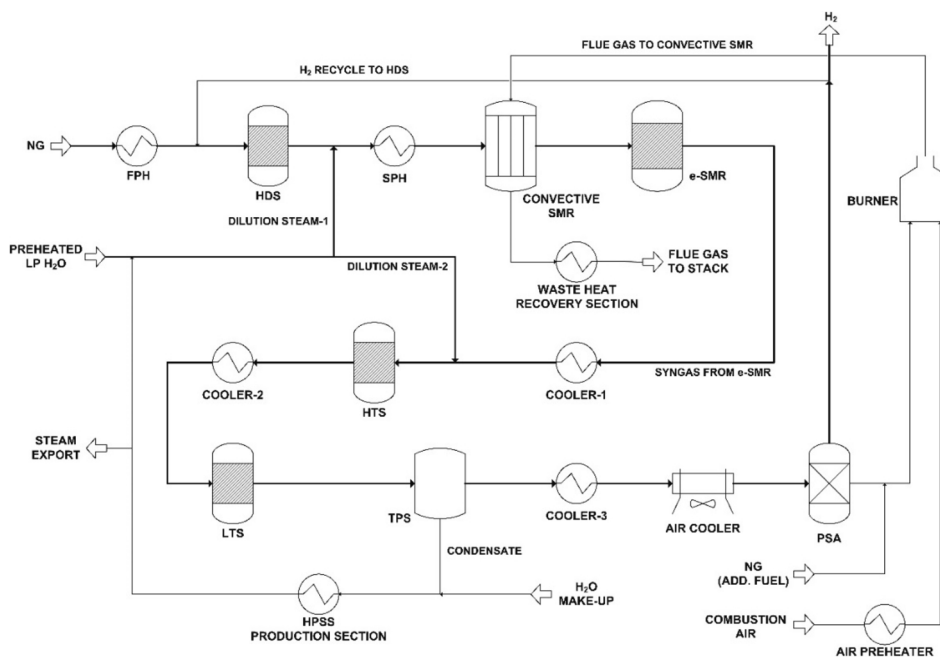 H2
FLUE GAS TO CONVECTIVE SMR
H2 RECYCLE TO HDS
NG
FPH
HDS
SPH
CONVECTIVE
SMR
e-SMR
BURNER
DILUTION STEAM-1
PREHEATED
LP H2O
DILUTION STEAM-2
FLUE GAS
TO STACK
WASTE HEAT
RECOVERY SECTION
COOLER-2
HTS
COOLER-1
SYNGAS FROM e-SMR
STEAM
EXPORT
LTS
TPS
COOLER-3
AIR COOLER
PSA
CONDENSATE
NG
(ADD. FUEL)
H2O
MAKE-UP
HPSS
PRODUCTION SECTION
COMBUSTION
AIR
AIR PREHEATER